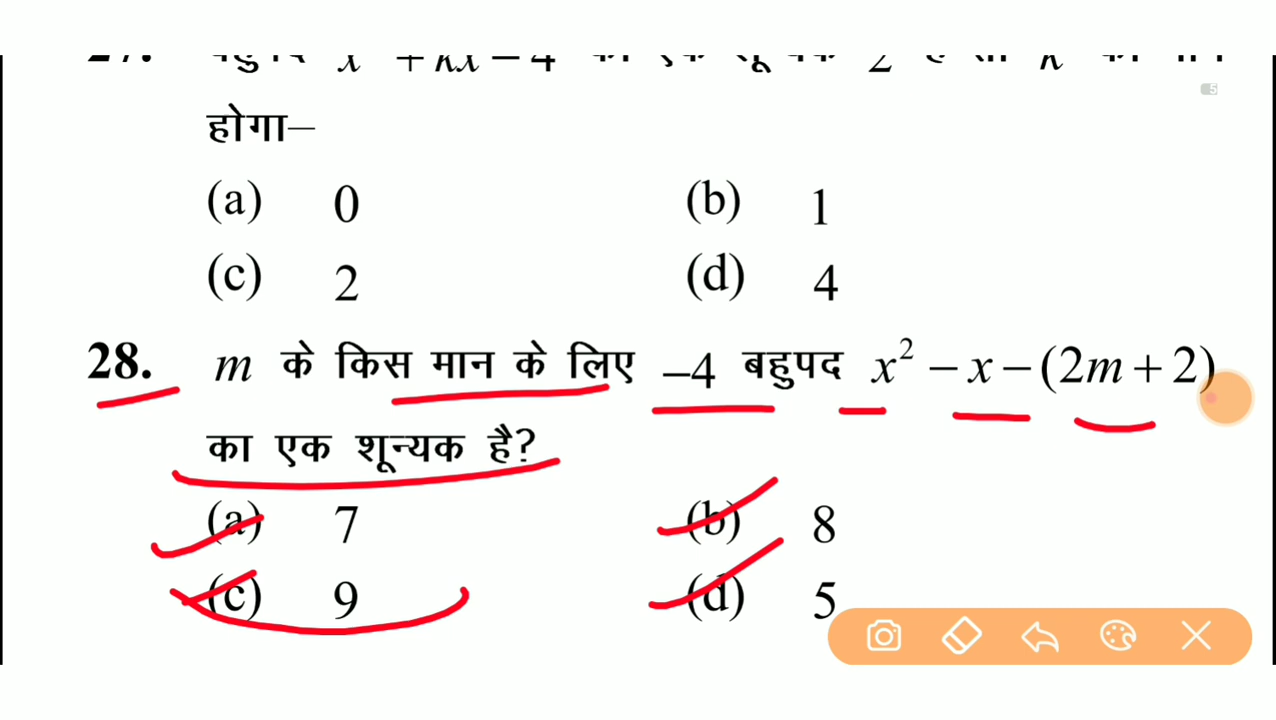 होगा–
(a) 0 (b) 1
(c) 2 (d) 4
28. m के किस मान के लिए –4 बहुपद x² – x – (2m + 2)
का एक शून्यक है?
(a) 7 (b) 8
(c) 9 (d) 5